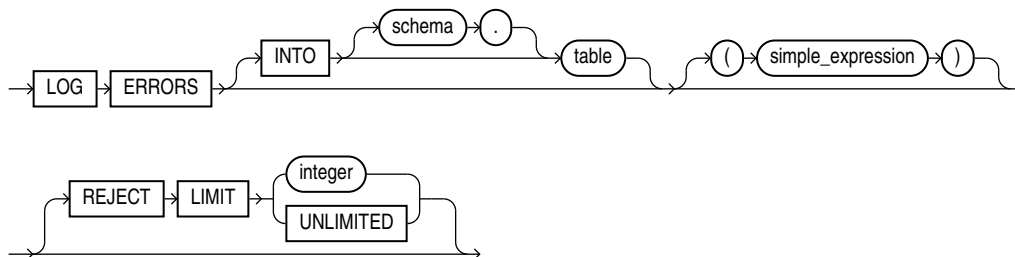 schema .
INTO table ( simple_expression )
LOG ERRORS
integer
REJECT LIMIT
UNLIMITED